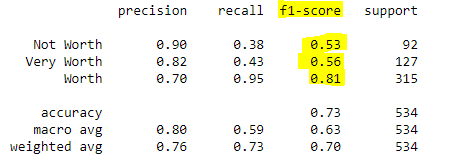 precision recall f1-score support
Not Worth 0.90 0.38 0.53 92
Very Worth 0.82 0.43 0.56 127
Worth 0.70 0.95 0.81 315
accuracy 0.73 534
macro avg 0.80 0.59 0.63 534
weighted avg 0.76 0.73 0.70 534